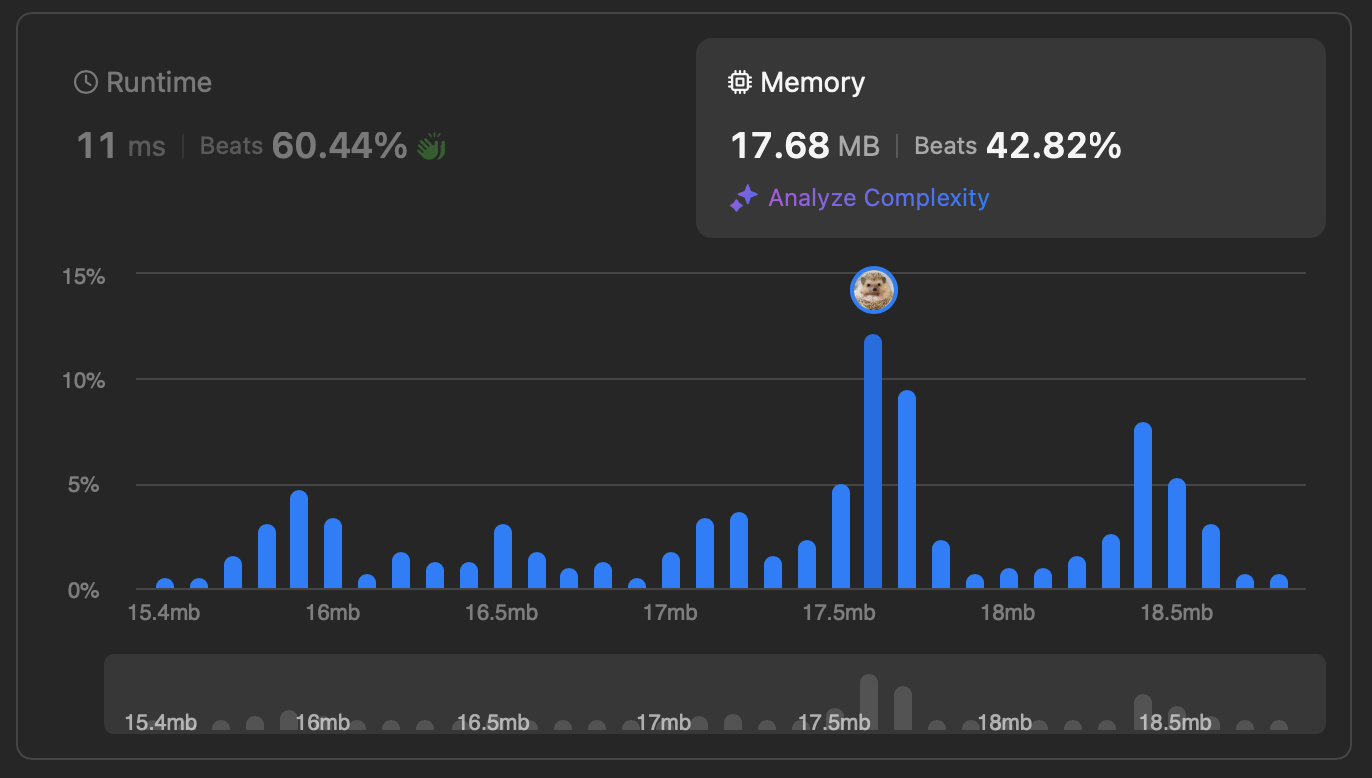 Runtime
11 ms | Beats 60.44%
Memory
17.68 MB | Beats 42.82%
Analyze Complexity
15%
10%
5%
0%
15.4mb 16mb 16.5mb 17mb 17.5mb 18mb 18.5mb
15.4mb 16mb 16.5mb 17mb 17.5mb 18mb 18.5mb